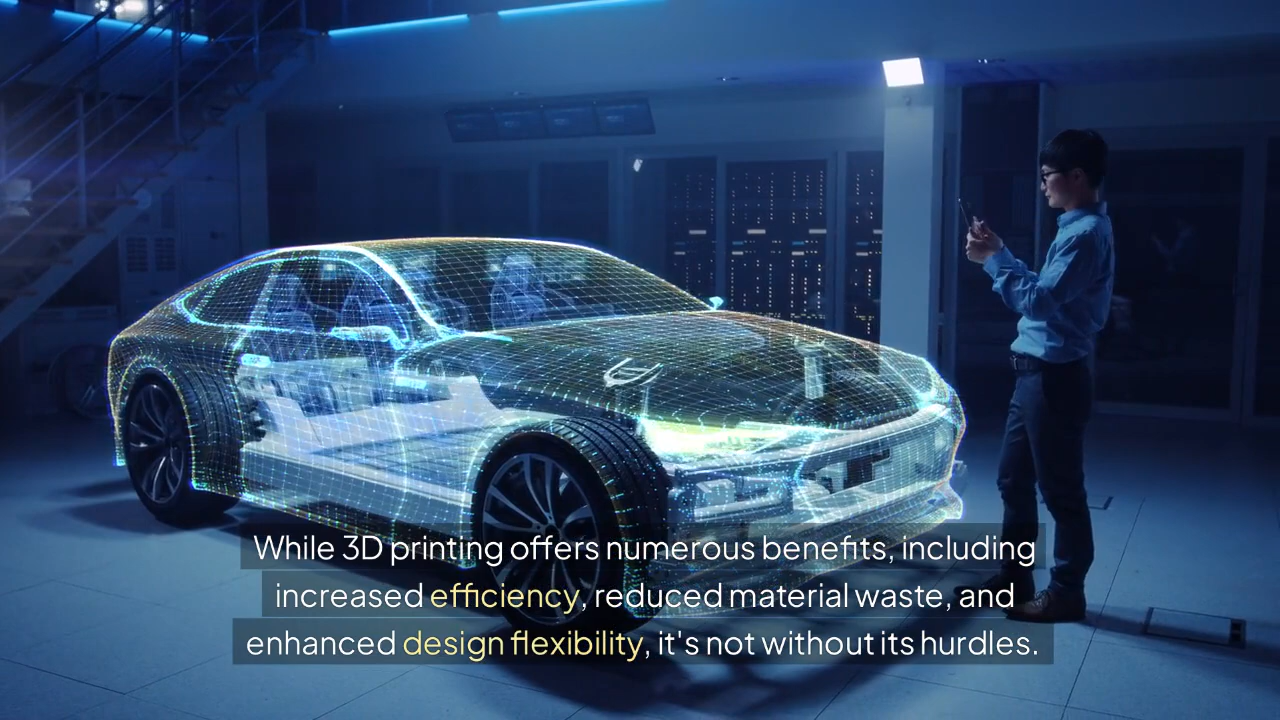 While 3D printing offers numerous benefits, including
increased efficiency, reduced material waste, and
enhanced design flexibility, it's not without its hurdles.